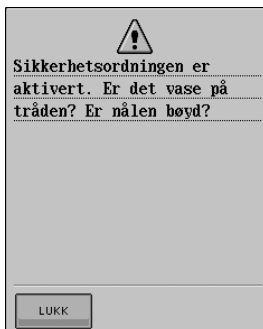 Sikkerhetsordningen er
aktivert. Er det vase på
tråden? Er nålen bøyd?
LUKK